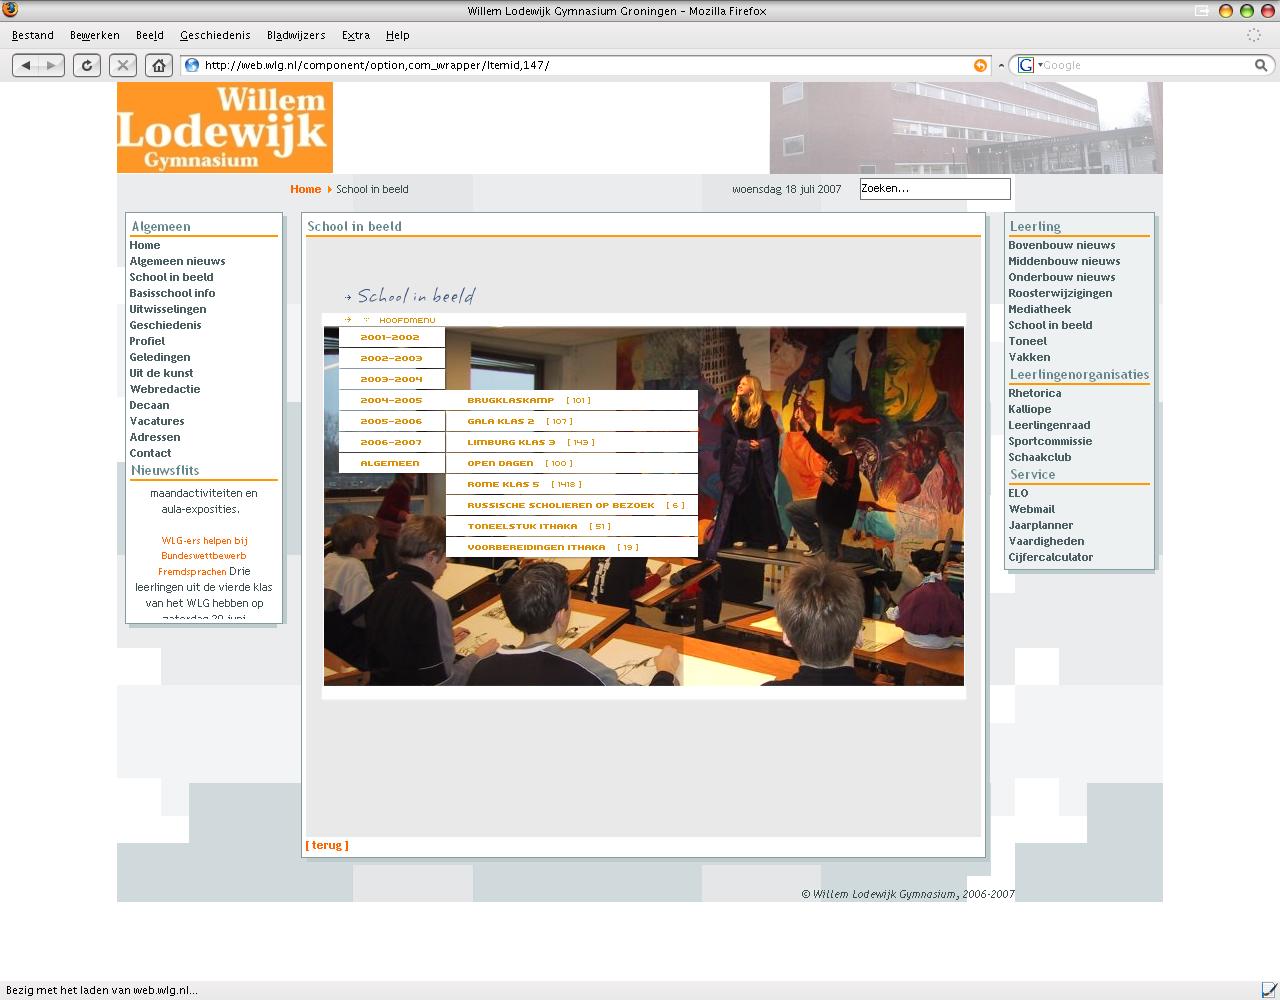 Willem Lodewijk Gymnasium Groningen - Mozilla Firefox
Bestand Bewerken Beeld Geschiedenis Bladwijzers Extra Help
http://web.wlg.nl/component/option,com_wrapper/Itemid,147/
Google
Willem
Lodewijk
Gymnasium
Home School in beeld
woensdag 18 juli 2007
Zoeken...
Algemeen
Home
Algemeen nieuws
School in beeld
Basisschool info
Uitwisselingen
Geschiedenis
Profiel
Geledingen
Uit de kunst
Webredactie
Decaan
Vacatures
Adressen
Contact
Nieuwsflits
maandactiviteiten en
aula-exposities.
WLG-ers helpen bij
Bundeswettbewerb
Fremdsprachen Drie
leerlingen uit de vierde klas
van het WLG hebben op
zaterdag 30 juni
School in beeld
School in beeld
HOOFDMENU
2001-2002
2002-2003
2003-2004
2004-2005
2005-2006
2006-2007
ALGEMEEN
BRUGKLASKAMP [ 101 ]
GALA KLAS 2 [ 107 ]
LIMBURG KLAS 3 [ 143 ]
OPEN DAGEN [ 100 ]
ROME KLAS 5 [ 1418 ]
RUSSISCHE SCHOLIEREN OP BEZOEK [ 6 ]
TONEELSTUK ITHAKA [ 51 ]
VOORBEREIDINGEN ITHAKA [ 19 ]
[ terug ]
Leerling
Bovenbouw nieuws
Middenbouw nieuws
Onderbouw nieuws
Roosterwijzigingen
Mediatheek
School in beeld
Toneel
Vakken
Leerlingenorganisaties
Rhetorica
Kalliope
Leerlingenraad
Sportcommissie
Schaakclub
Service
ELO
Webmail
Jaarplanner
Vaardigheden
Cijfercalculator
© Willem Lodewijk Gymnasium, 2006-2007
Bezig met het laden van web.wlg.nl...